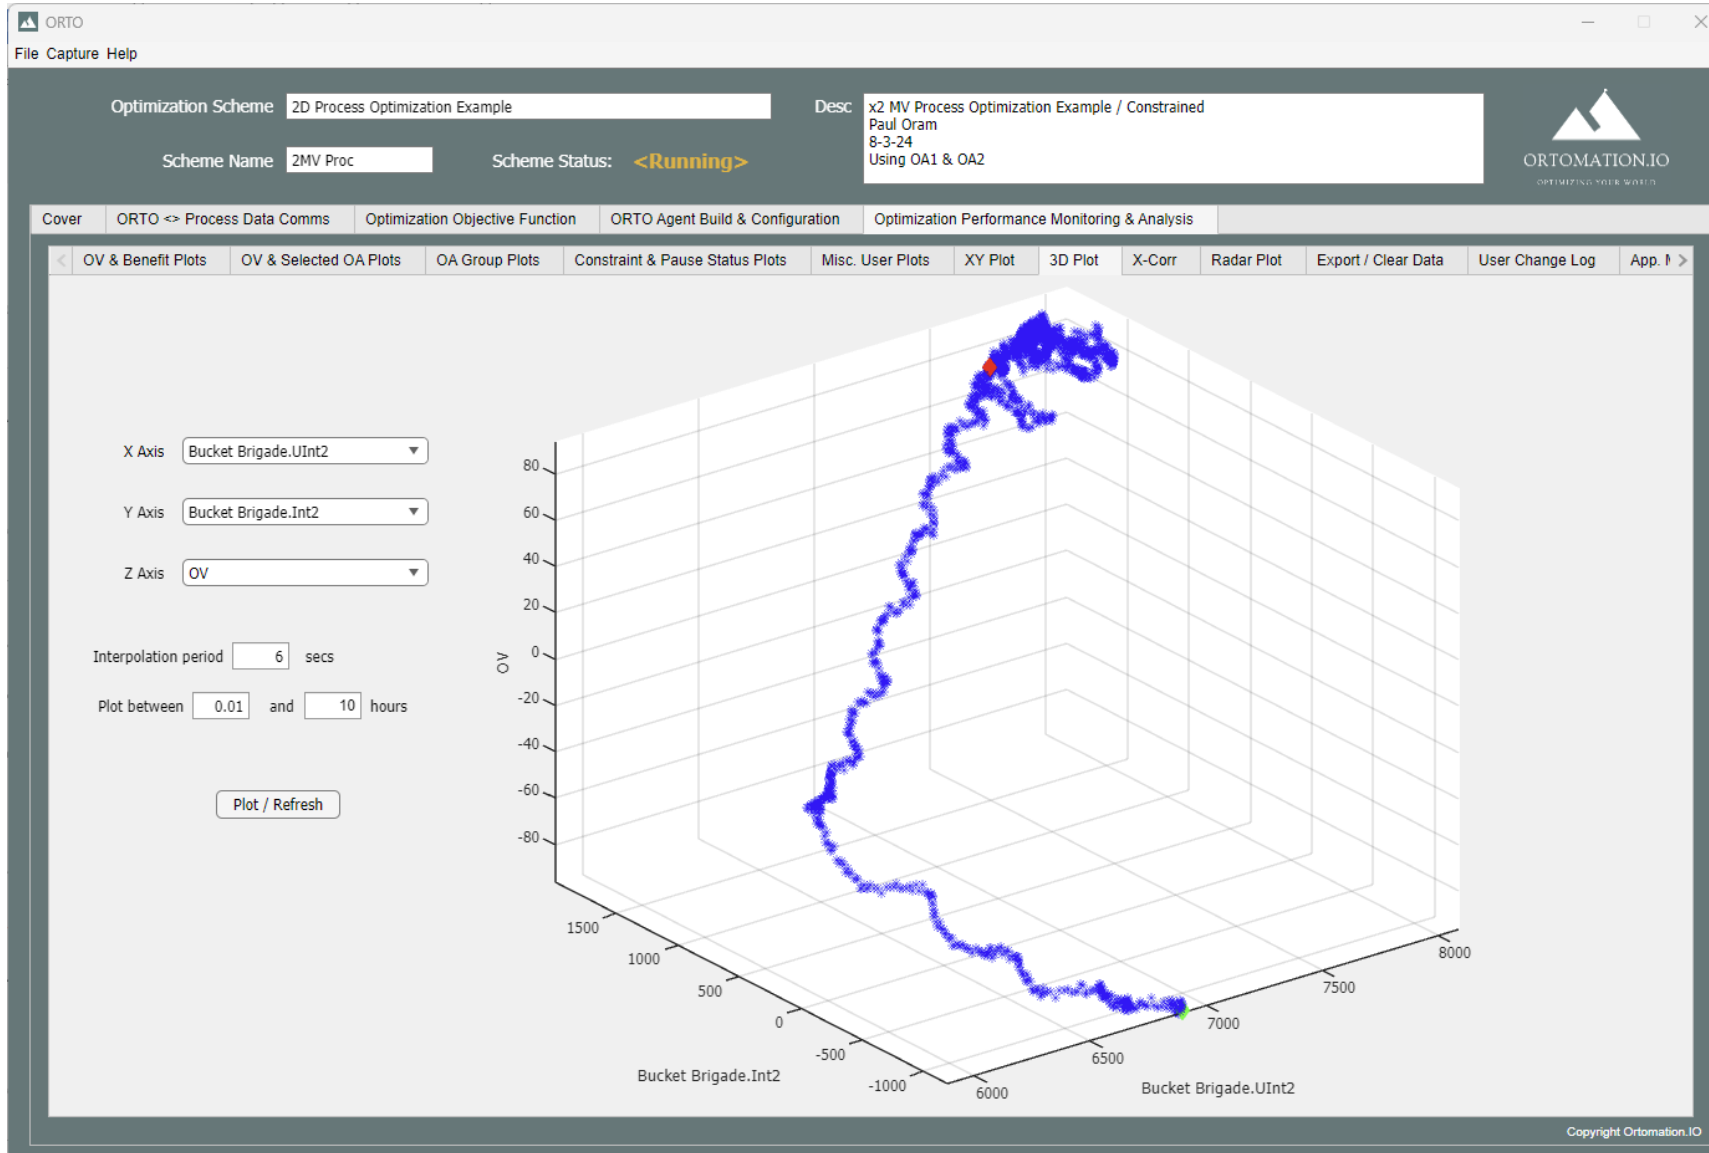 ORTO
File Capture Help
Optimization Scheme 2D Process Optimization Example
Desc x2 MV Process Optimization Example / Constrained
Paul Oram
8-3-24
Using OA1 & OA2
Scheme Name 2MV Proc Scheme Status: <Running>
ORTOMATION.IO
OPTIMIZING YOUR WORLD
Cover ORTO <> Process Data Comms Optimization Objective Function ORTO Agent Build & Configuration Optimization Performance Monitoring & Analysis
OV & Benefit Plots OV & Selected OA Plots OA Group Plots Constraint & Pause Status Plots Misc. User Plots XY Plot 3D Plot X-Corr Radar Plot Export / Clear Data User Change Log App.
X Axis Bucket Brigade.UInt2
Y Axis Bucket Brigade.Int2
Z Axis OV
Interpolation period 6 secs
Plot between 0.01 and 10 hours
Plot / Refresh
OV
80
60
40
20
0
-20
-40
-60
-80
1500
1000
500
0
-500
-1000
Bucket Brigade.Int2
6000
6500
7000
7500
8000
Bucket Brigade.UInt2
Copyright Ortomation.IO